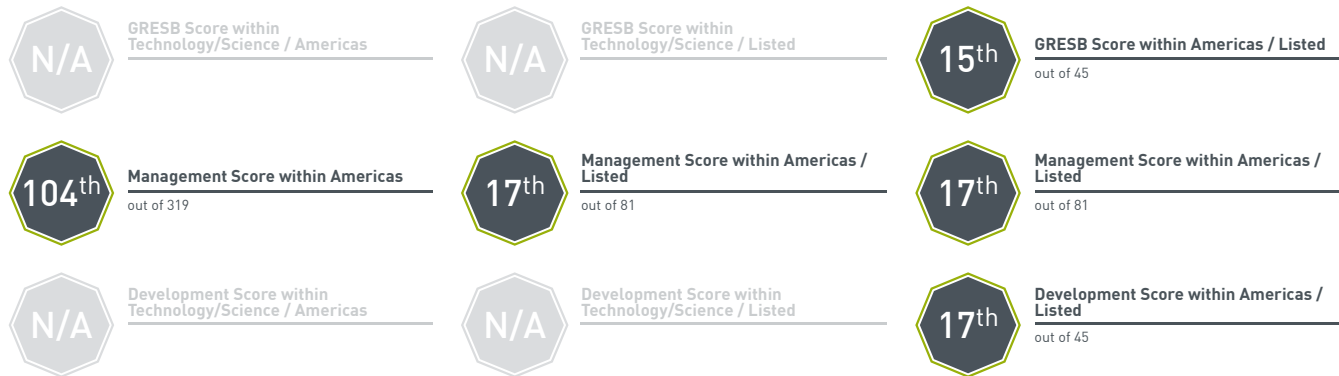 N/A
GRESB Score within
Technology/Science / Americas
N/A
GRESB Score within
Technology/Science / Listed
15th
GRESB Score within Americas / Listed
out of 45
104th
Management Score within Americas
out of 319
17th
Management Score within Americas /
Listed
out of 81
17th
Management Score within Americas /
Listed
out of 81
N/A
Development Score within
Technology/Science / Americas
N/A
Development Score within
Technology/Science / Listed
17th
Development Score within Americas /
Listed
out of 45